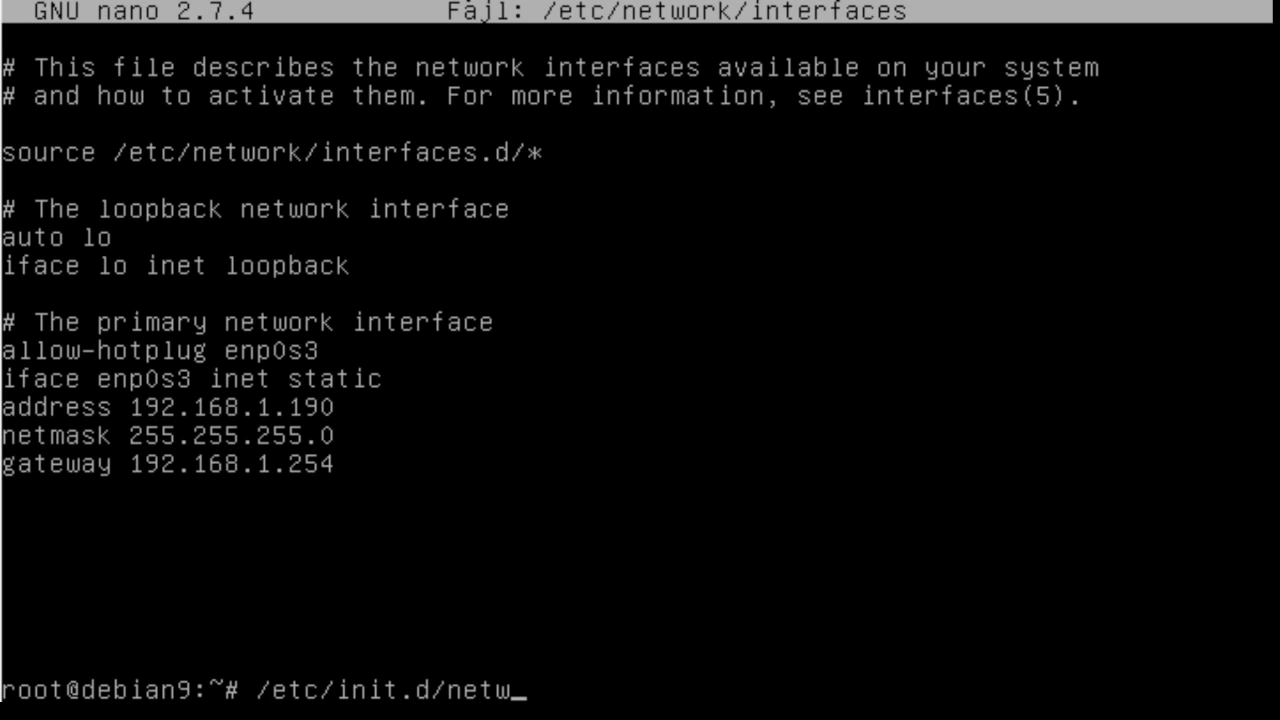 GNU nano 2.7.4 Fájl: /etc/network/interfaces
# This file describes the network interfaces available on your system
# and how to activate them. For more information, see interfaces(5).
source /etc/network/interfaces.d/*
# The loopback network interface
auto lo
iface lo inet loopback
# The primary network interface
allow-hotplug enp0s3
iface enp0s3 inet static
address 192.168.1.190
netmask 255.255.255.0
gateway 192.168.1.254
root@debian9:~# /etc/init.d/netw_